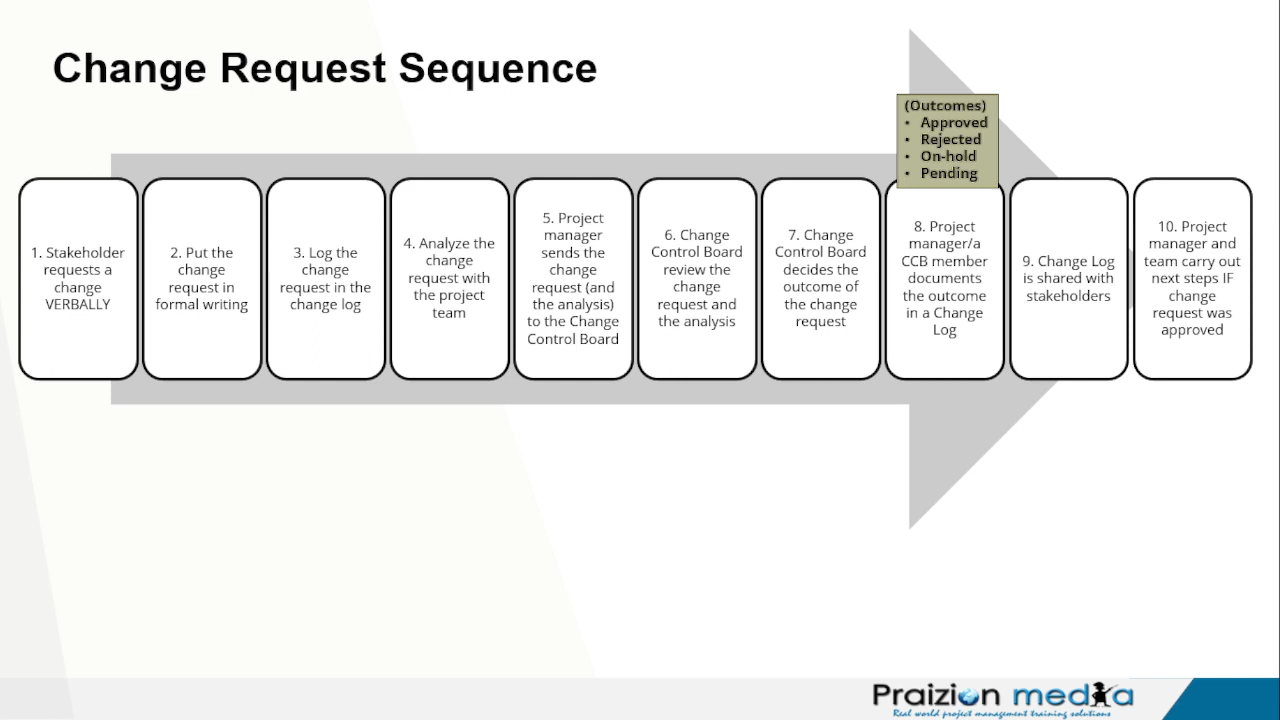 Change Request Sequence
(Outcomes)
• Approved
• Rejected
• On-hold
• Pending
1. Stakeholder
requests a
change
VERBALLY
2. Put the
change
request in
formal writing
3. Log the
change
request in the
change log
4. Analyze the
change
request with
the project
team
5. Project
manager
sends the
change
request (and
the analysis)
to the Change
Control Board
6. Change
Control Board
review the
change
request and
the analysis
7. Change
Control Board
decides the
outcome of
the change
request
8. Project
manager/a
CCB member
documents
the outcome
in a Change
Log
9. Change Log
is shared with
stakeholders
10. Project
manager and
team carry out
next steps IF
change
request was
approved
Praizion media
Real world project management training solutions